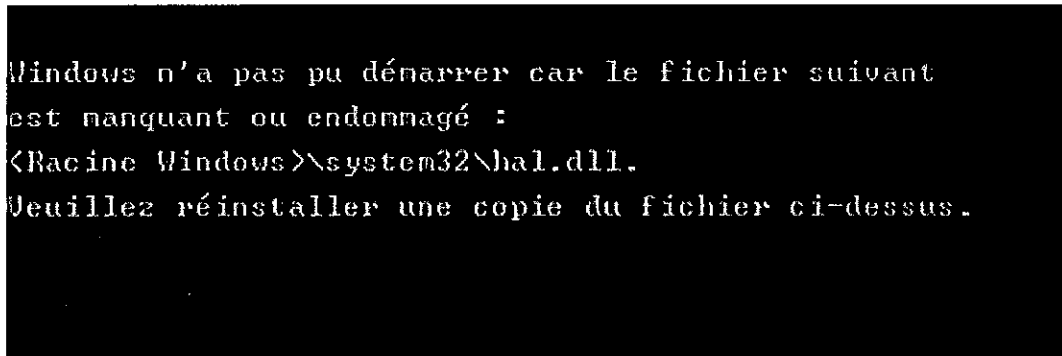 Windows n'a pas pu démarrer car le fichier suivant
est manquant ou endommagé :
<Racine Windows>\system32\hal.dll.
Veuillez réinstaller une copie du fichier ci-dessus.